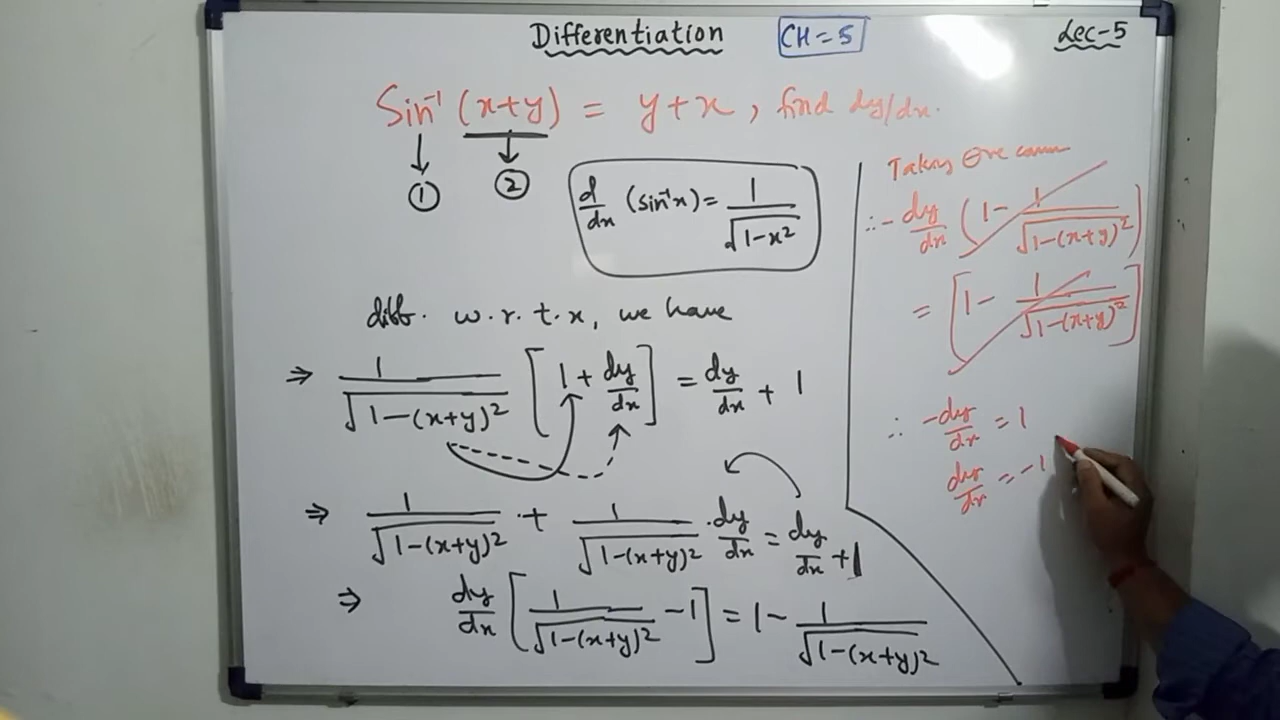 Differentiation CH = 5 Lec-5
Sin⁻¹ (x+y) = y+x, find dy/dx.
① ②
d/dx (sin⁻¹x) = 1/√(1-x²)
diff. w.r.t.x, we have
⇒ 1/√(1-(x+y)²) [1 + dy/dx] = dy/dx + 1
⇒ 1/√(1-(x+y)²) · + 1/√(1-(x+y)²) · dy/dx = dy/dx + 1
⇒ dy/dx [1/√(1-(x+y)²) - 1] = 1 - 1/√(1-(x+y)²)
Taking ⊖ve comm
∴ - dy/dx (1 - 1/√(1-(x+y)²))
= [1 - 1/√(1-(x+y)²)]
∴ - dy/dx = 1
dy/dx = -1